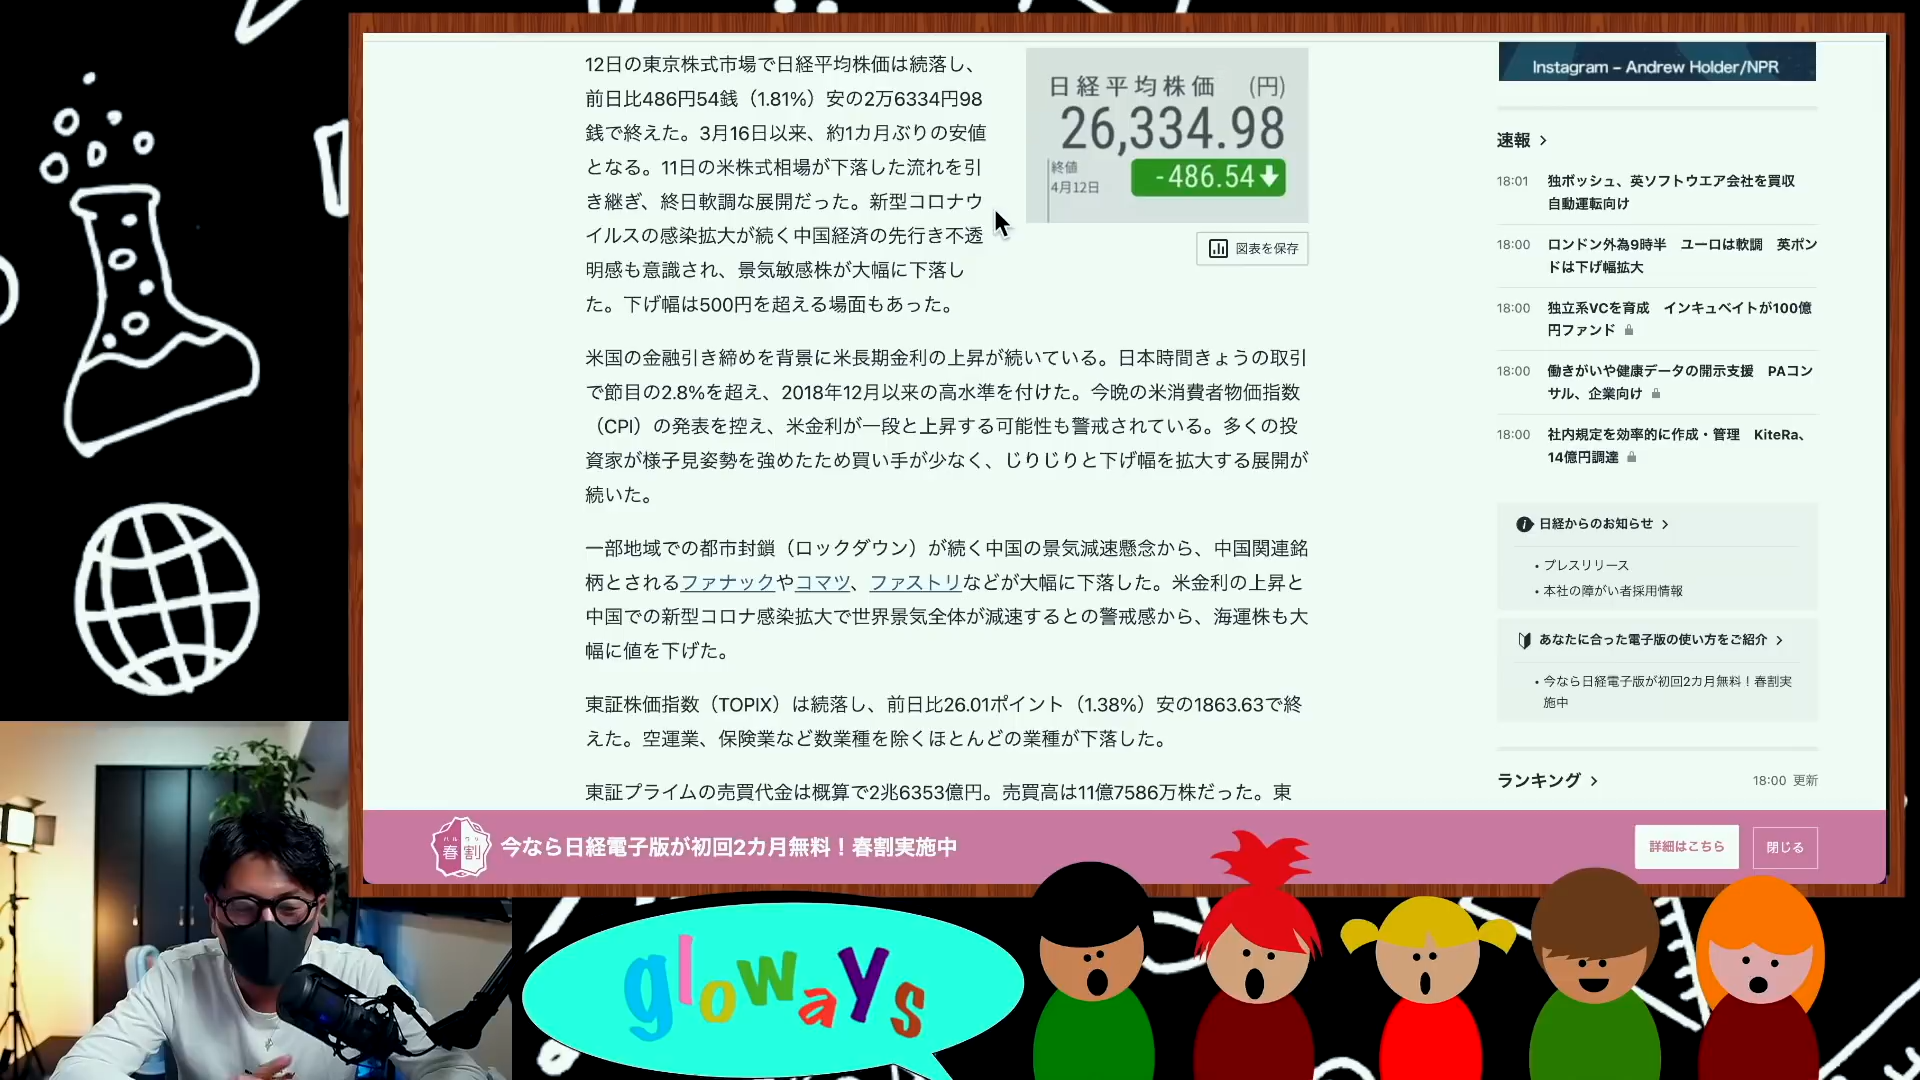 12日の東京株式市場で日経平均株価は続落し、
前日比486円54銭（1.81%）安の2万6334円98
銭で終えた。3月16日以来、約1カ月ぶりの安値
となる。11日の米株式相場が下落した流れを引
き継ぎ、終日軟調な展開だった。新型コロナウ
イルスの感染拡大が続く中国経済の先行き不透
明感も意識され、景気敏感株が大幅に下落し
た。下げ幅は500円を超える場面もあった。
日経平均株価 (円)
26,334.98
終値
4月12日
-486.54
図表を保存
米国の金融引き締めを背景に米長期金利の上昇が続いている。日本時間きょうの取引
で節目の2.8%を超え、2018年12月以来の高水準を付けた。今晩の米消費者物価指数
（CPI）の発表を控え、米金利が一段と上昇する可能性も警戒されている。多くの投
資家が様子見姿勢を強めたため買い手が少なく、じりじりと下げ幅を拡大する展開が
続いた。
一部地域での都市封鎖（ロックダウン）が続く中国の景気減速懸念から、中国関連銘
柄とされるファナックやコマツ、ファストリなどが大幅に下落した。米金利の上昇と
中国での新型コロナ感染拡大で世界景気全体が減速するとの警戒感から、海運株も大
幅に値を下げた。
東証株価指数（TOPIX）は続落し、前日比26.01ポイント（1.38%）安の1863.63で終
えた。空運業、保険業など数業種を除くほとんどの業種が下落した。
東証プライムの売買代金は概算で2兆6353億円。売買高は11億7586万株だった。東
Instagram – Andrew Holder/NPR
速報
18:01 独ボッシュ、英ソフトウエア会社を買収
自動運転向け
18:00 ロンドン外為9時半 ユーロは軟調 英ポン
ドは下げ幅拡大
18:00 独立系VCを育成 インキュベイトが100億
円ファンド
18:00 働きがいや健康データの開示支援 PAコン
サル、企業向け
18:00 社内規定を効率的に作成・管理 KiteRa、
14億円調達
日経からのお知らせ
・プレスリリース
・本社の障がい者採用情報
あなたに合った電子版の使い方をご紹介
・今なら日経電子版が初回2カ月無料！春割実
施中
ランキング 18:00 更新
ハルワリ
春割
今なら日経電子版が初回2カ月無料！春割実施中
詳細はこちら
閉じる
gloways